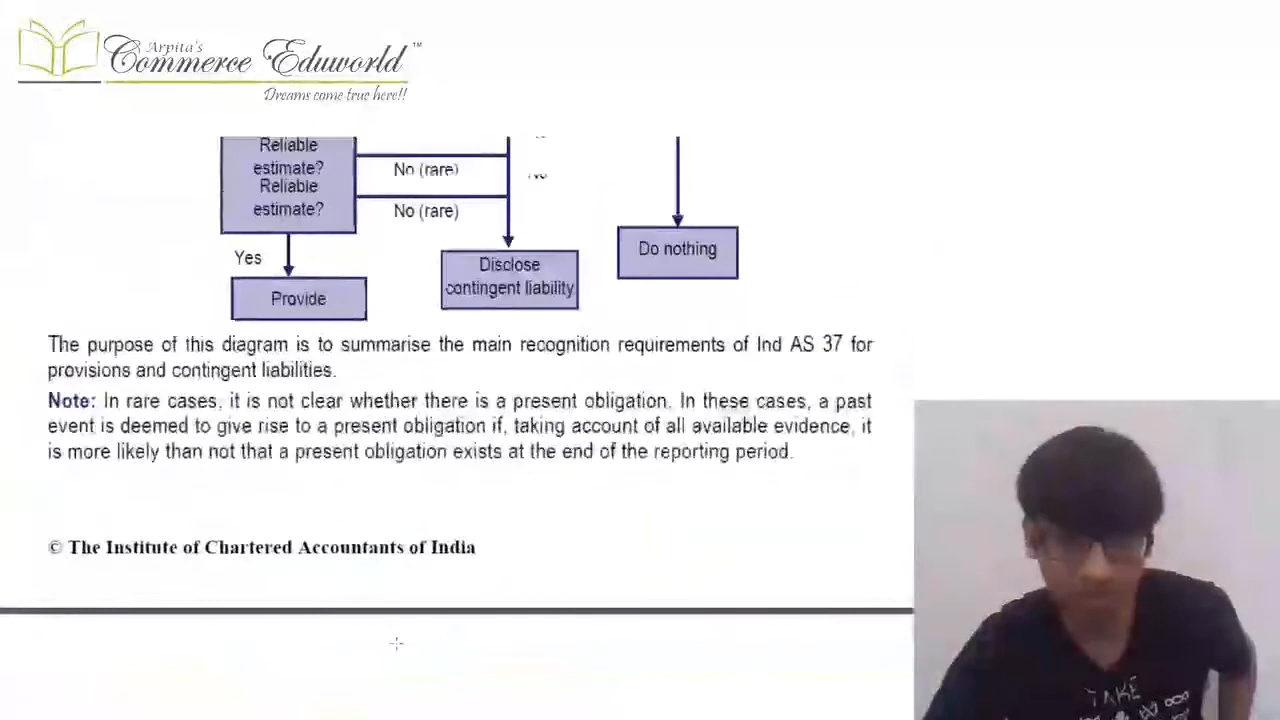 Arpita's
Commerce Eduworld™
Dreams come true here!!
Reliable
estimate?
Reliable
estimate?
No (rare)
No (rare)
Yes
Provide
Disclose
contingent liability
Do nothing
The purpose of this diagram is to summarise the main recognition requirements of Ind AS 37 for
provisions and contingent liabilities.
Note: In rare cases, it is not clear whether there is a present obligation. In these cases, a past
event is deemed to give rise to a present obligation if, taking account of all available evidence, it
is more likely than not that a present obligation exists at the end of the reporting period.
© The Institute of Chartered Accountants of India
TAKE